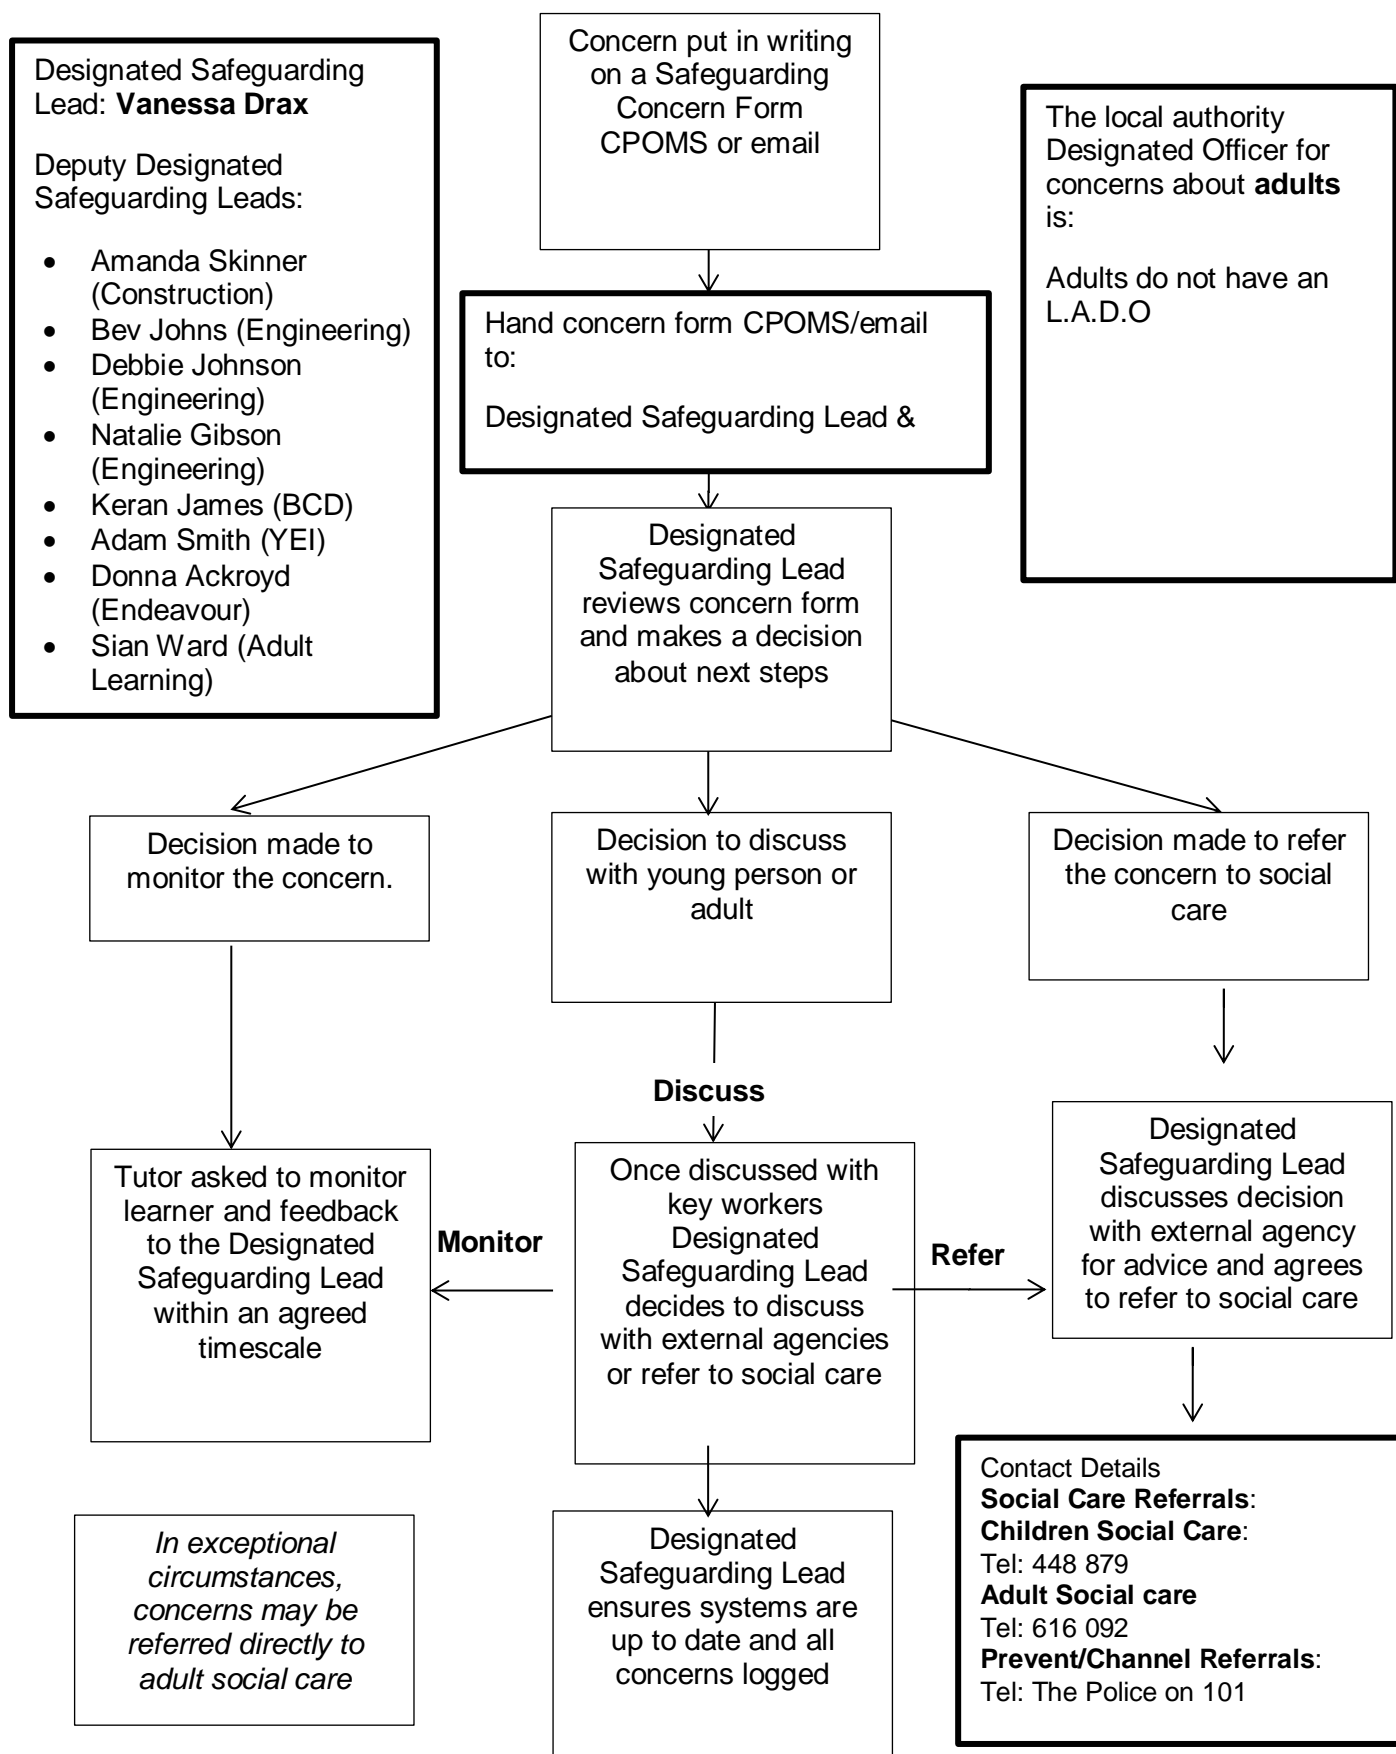 Designated Safeguarding
Lead: Vanessa Drax
Deputy Designated
Safeguarding Leads:
• Amanda Skinner
(Construction)
• Bev Johns (Engineering)
• Debbie Johnson
(Engineering)
• Natalie Gibson
(Engineering)
• Keran James (BCD)
• Adam Smith (YEI)
• Donna Ackroyd
(Endeavour)
• Sian Ward (Adult
Learning)
Concern put in writing
on a Safeguarding
Concern Form
CPOMS or email
The local authority
Designated Officer for
concerns about adults
is:
Adults do not have an
L.A.D.O
Hand concern form CPOMS/email
to:
Designated Safeguarding Lead &
Designated
Safeguarding Lead
reviews concern form
and makes a decision
about next steps
Decision made to
monitor the concern.
Decision to discuss
with young person or
adult
Decision made to refer
the concern to social
care
Discuss
Tutor asked to monitor
learner and feedback
to the Designated
Safeguarding Lead
within an agreed
timescale
Monitor
Once discussed with
key workers
Designated
Safeguarding Lead
decides to discuss
with external agencies
or refer to social care
Refer
Designated
Safeguarding Lead
discusses decision
with external agency
for advice and agrees
to refer to social care
In exceptional
circumstances,
concerns may be
referred directly to
adult social care
Designated
Safeguarding Lead
ensures systems are
up to date and all
concerns logged
Contact Details
Social Care Referrals:
Children Social Care:
Tel: 448 879
Adult Social care
Tel: 616 092
Prevent/Channel Referrals:
Tel: The Police on 101